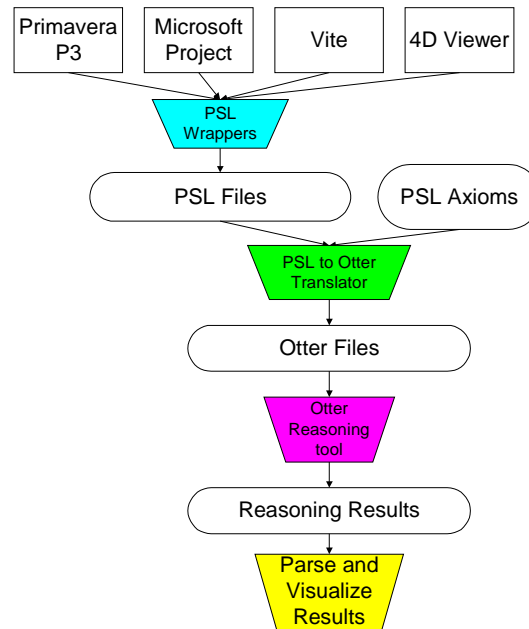 Primavera
P3
Microsoft
Project
Vite
4D Viewer
PSL
Wrappers
PSL Files
PSL Axioms
PSL to Otter
Translator
Otter Files
Otter
Reasoning
tool
Reasoning Results
Parse and
Visualize
Results